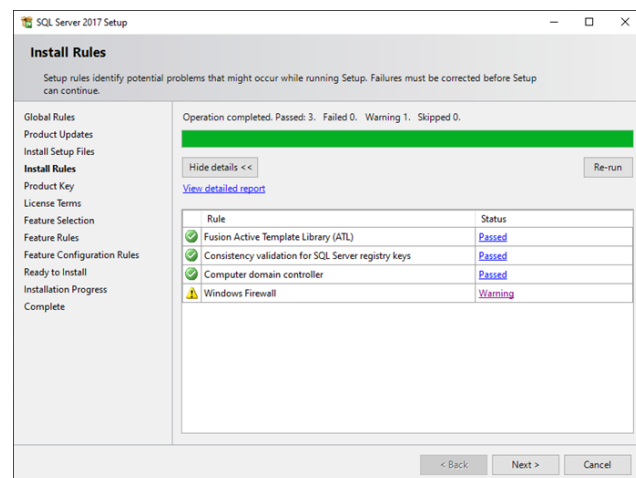 SQL Server 2017 Setup
Install Rules
Setup rules identify potential problems that might occur while running Setup. Failures must be corrected before Setup
can continue.
Global Rules
Product Updates
Install Setup Files
Install Rules
Product Key
License Terms
Feature Selection
Feature Rules
Feature Configuration Rules
Ready to Install
Installation Progress
Complete
Operation completed. Passed: 3. Failed 0. Warning 1. Skipped 0.
Hide details <<
Re-run
View detailed report
Rule Status
Fusion Active Template Library (ATL) Passed
Consistency validation for SQL Server registry keys Passed
Computer domain controller Passed
Windows Firewall Warning
< Back
Next >
Cancel